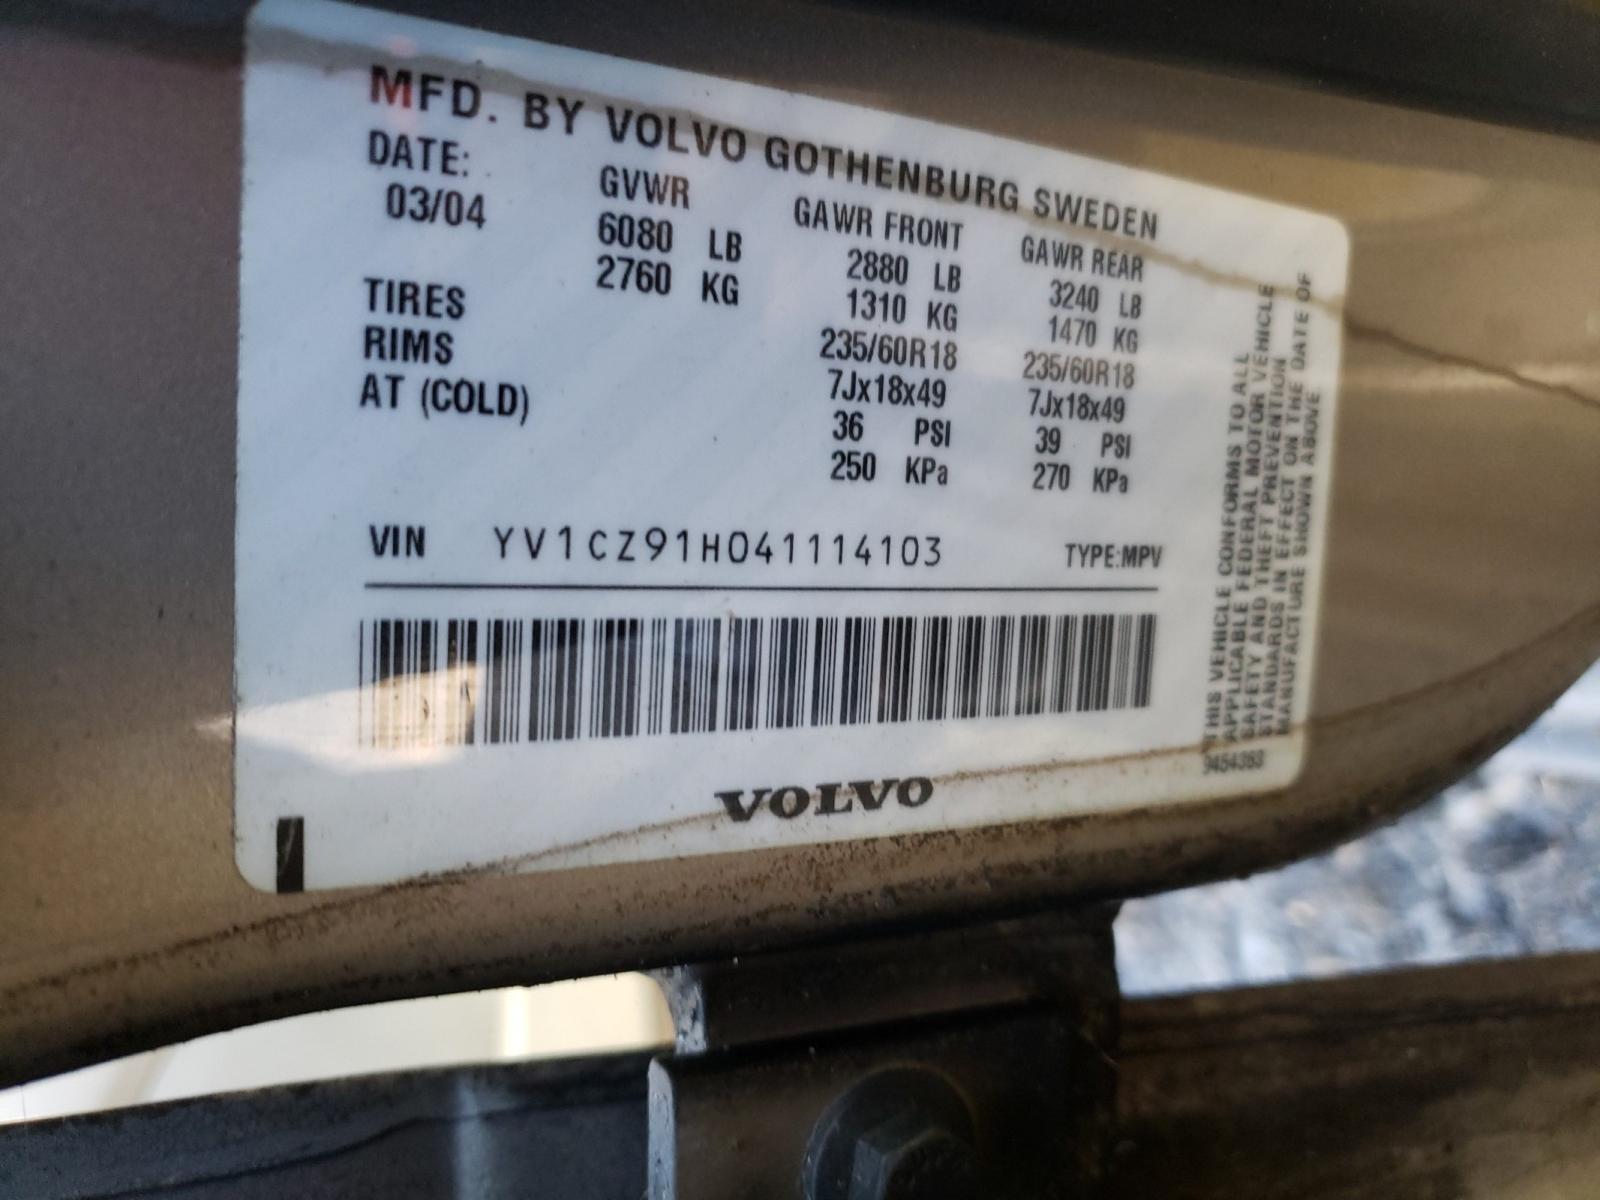 MFD. BY VOLVO GOTHENBURG SWEDEN
DATE: GVWR GAWR FRONT GAWR REAR
03/04 6080 LB 2880 LB 3240 LB
2760 KG 1310 KG 1470 KG
TIRES 235/60R18 235/60R18
RIMS 7Jx18x49 7Jx18x49
AT (COLD) 36 PSI 39 PSI
250 KPa 270 KPa
VIN YV1CZ91H041114103 TYPE:MPV
VOLVO
THIS VEHICLE CONFORMS TO ALL
APPLICABLE FEDERAL MOTOR VEHICLE
SAFETY AND THEFT PREVENTION
STANDARDS IN EFFECT ON THE DATE OF
MANUFACTURE SHOWN ABOVE
9454363